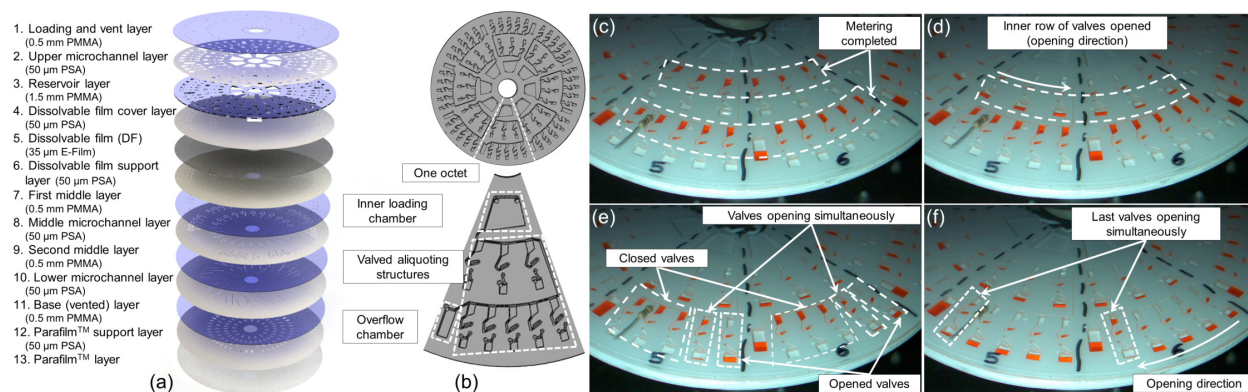 1. Loading and vent layer
(0.5 mm PMMA)
2. Upper microchannel layer
(50 µm PSA)
3. Reservoir layer
(1.5 mm PMMA)
4. Dissolvable film cover layer
(50 µm PSA)
5. Dissolvable film (DF)
(35 µm E-Film)
6. Dissolvable film support
layer (50 µm PSA)
7. First middle layer
(0.5 mm PMMA)
8. Middle microchannel layer
(50 µm PSA)
9. Second middle layer
(0.5 mm PMMA)
10. Lower microchannel layer
(50 µm PSA)
11. Base (vented) layer
(0.5 mm PMMA)
12. Parafilm™ support layer
(50 µm PSA)
13. Parafilm™ layer
(a)
One octet
Inner loading
chamber
Valved aliquoting
structures
Overflow
chamber
(b)
(c)
Metering
completed
5
6
(d)
Inner row of valves opened
(opening direction)
5
6
(e)
Valves opening simultaneously
Closed valves
5
6
Opened valves
(f)
Last valves opening
simultaneously
5
6
Opening direction